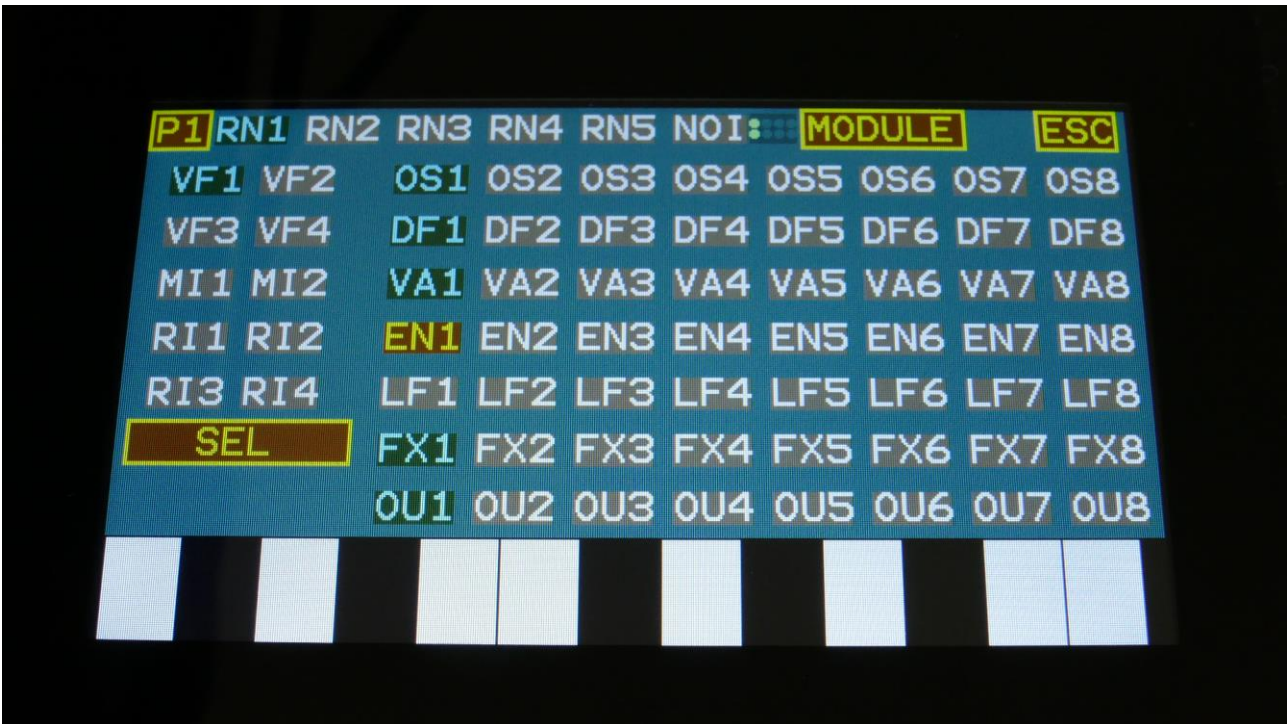 P1 RN1 RN2 RN3 RN4 RN5 NOI MODULE ESC
VF1 VF2 OS1 OS2 OS3 OS4 OS5 OS6 OS7 OS8
VF3 VF4 DF1 DF2 DF3 DF4 DF5 DF6 DF7 DF8
MI1 MI2 VA1 VA2 VA3 VA4 VA5 VA6 VA7 VA8
RI1 RI2 EN1 EN2 EN3 EN4 EN5 EN6 EN7 EN8
RI3 RI4 LF1 LF2 LF3 LF4 LF5 LF6 LF7 LF8
SEL FX1 FX2 FX3 FX4 FX5 FX6 FX7 FX8
OU1 OU2 OU3 OU4 OU5 OU6 OU7 OU8